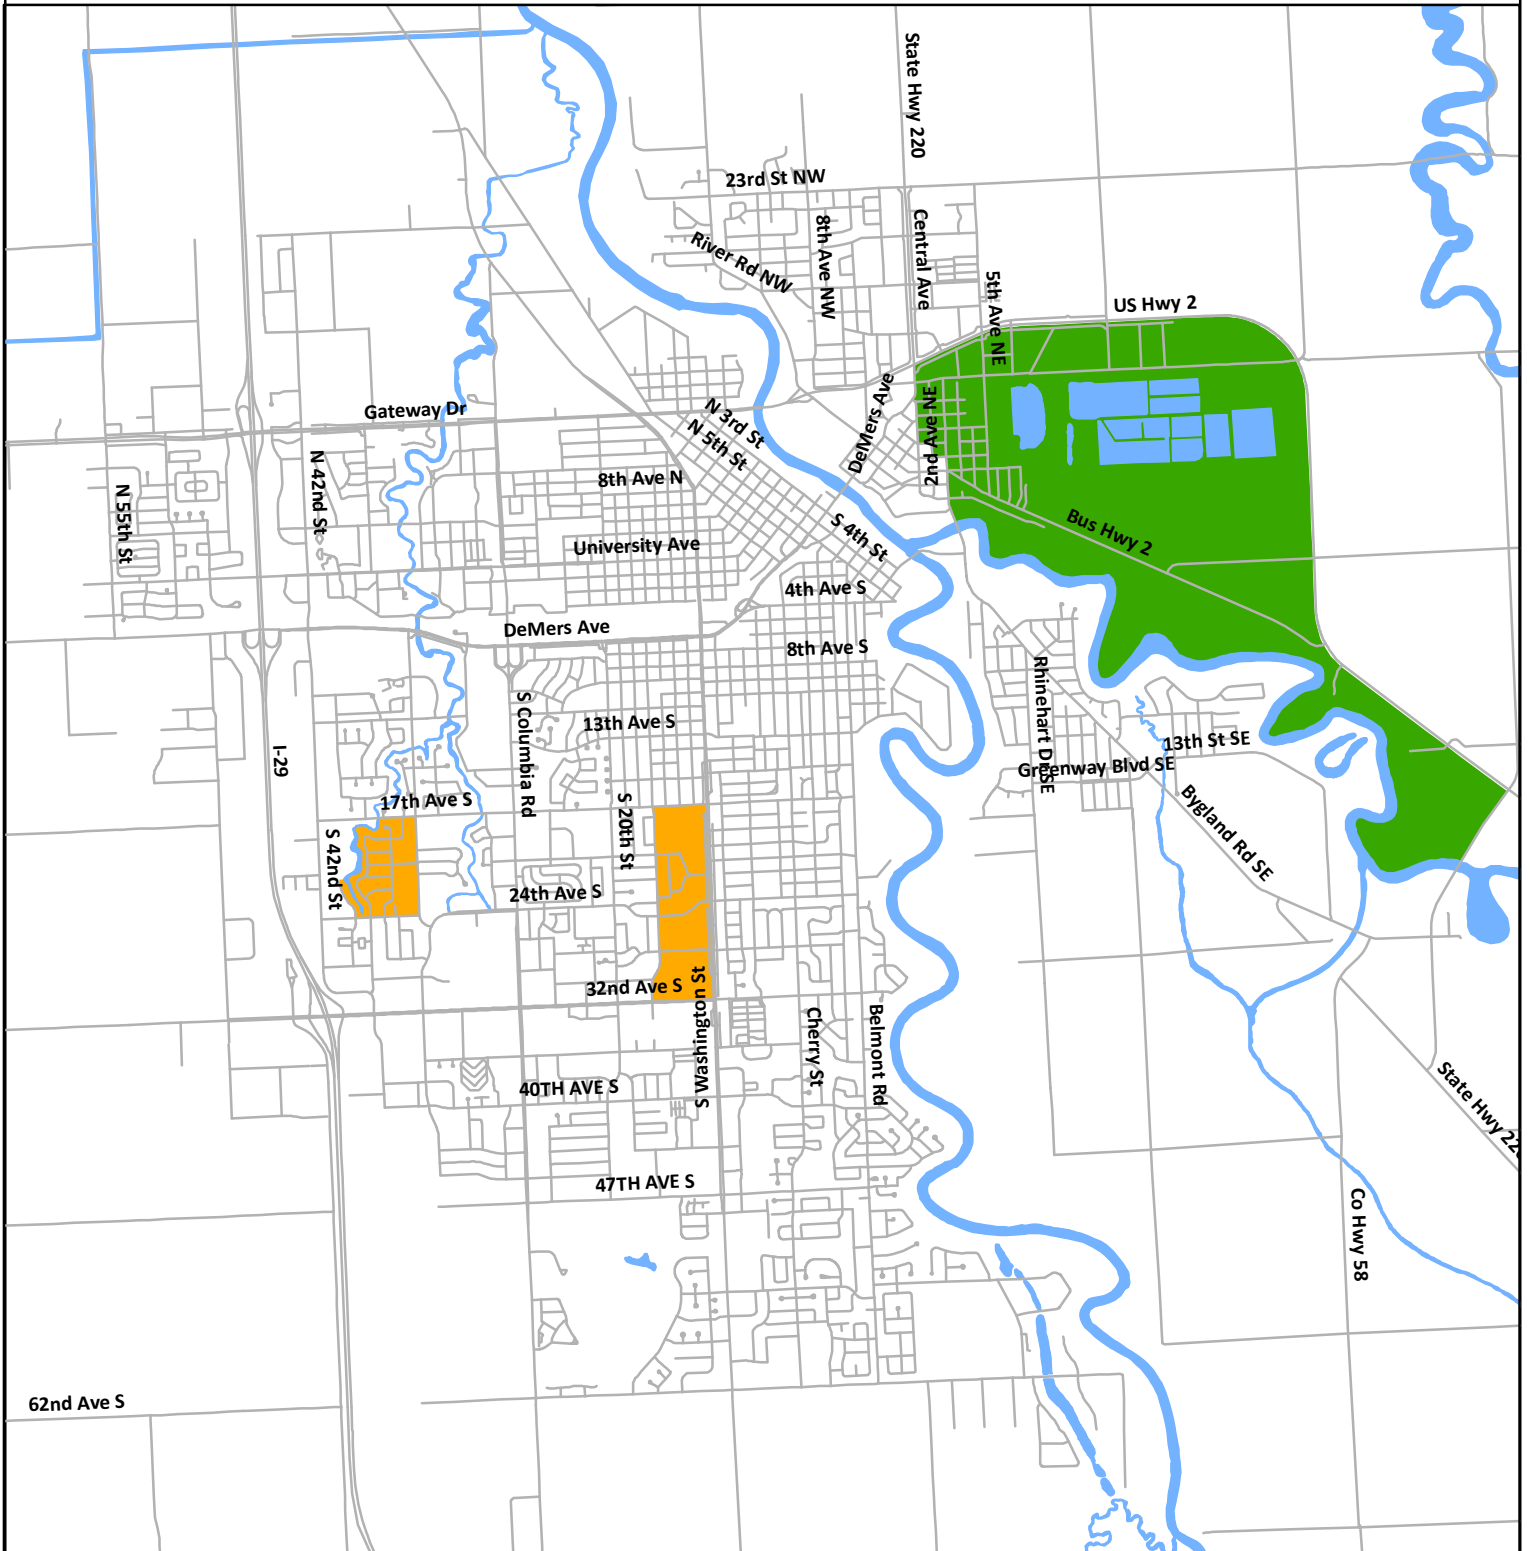 State Hwy 220
23rd St NW
8th Ave NW
Central Ave
River Rd NW
5th Ave NE
US Hwy 2
DeMers Ave
2nd Ave NE
Gateway Dr
N 3rd St
N 5th St
N 42nd St
N 55th St
8th Ave N
S 4th St
Bus Hwy 2
University Ave
4th Ave S
DeMers Ave
8th Ave S
Rhinehart Dr SE
S Columbia Rd
13th Ave S
13th St SE
I-29
Greenway Blvd SE
17th Ave S
S 20th St
Bygland Rd SE
S 42nd St
24th Ave S
32nd Ave S
S Washington St
Cherry St
Belmont Rd
40TH AVE S
State Hwy 220
47TH AVE S
Co Hwy 58
62nd Ave S